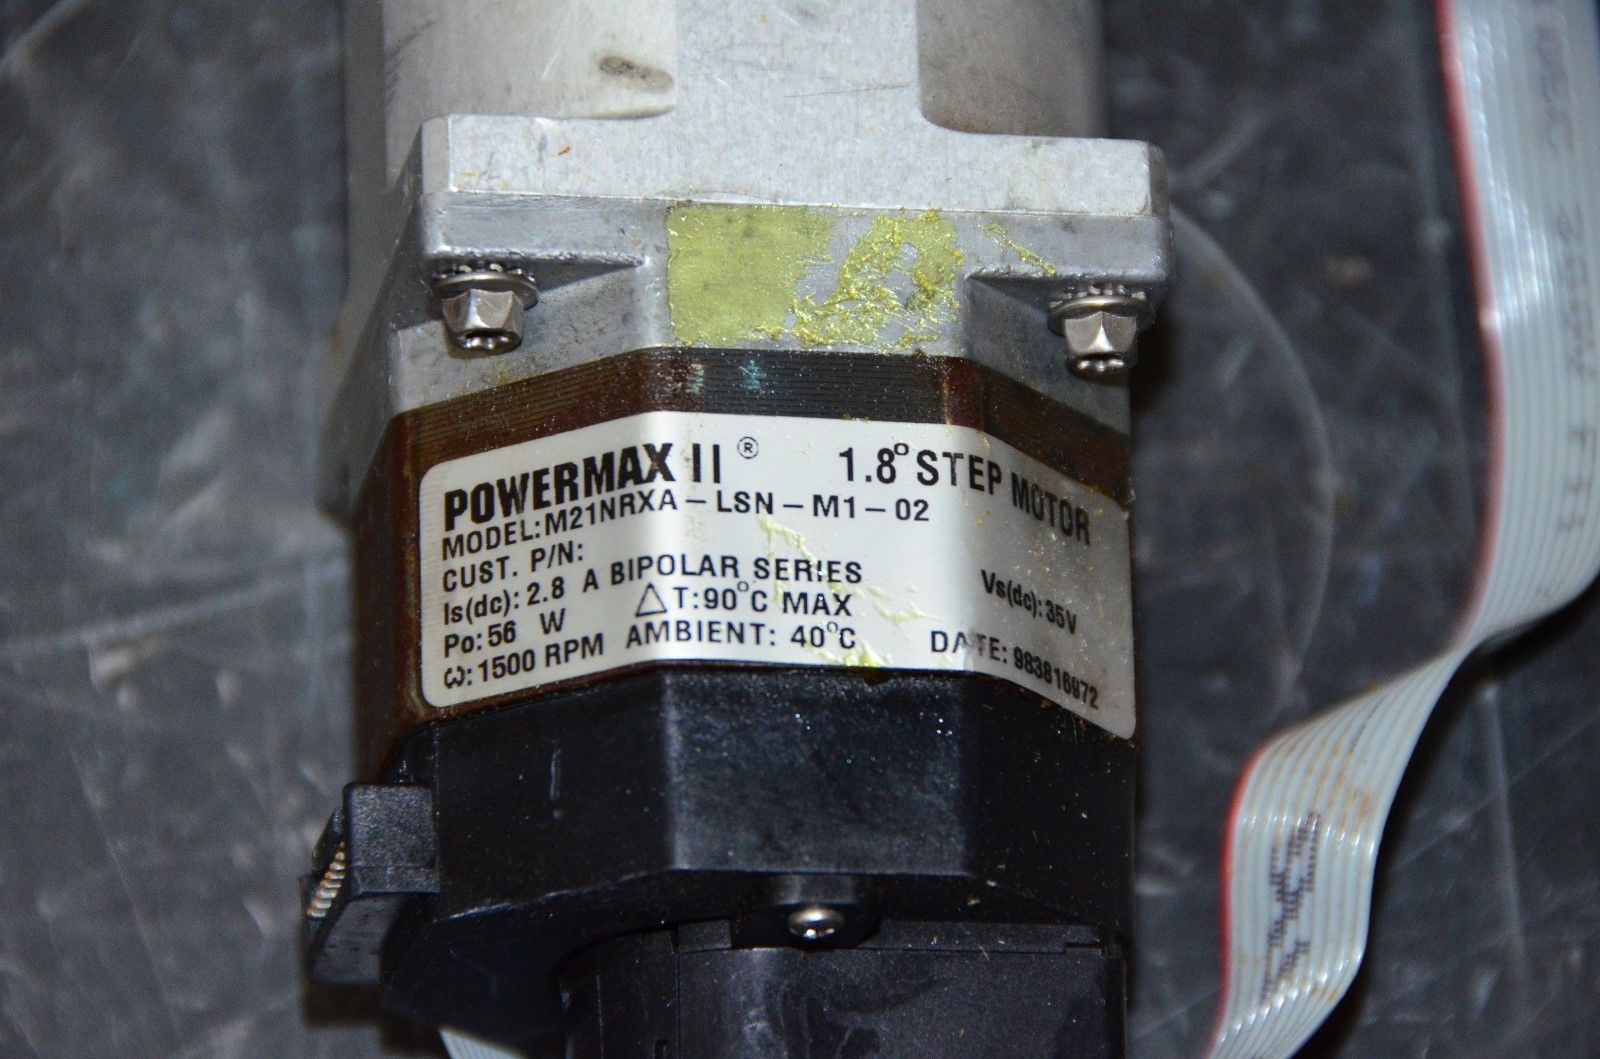 POWERMAX II ® 1.8° STEP MOTOR
MODEL: M21NRXA-LSN-M1-02
CUST. P/N:
Is(dc): 2.8 A BIPOLAR SERIES Vs(dc): 35V
Po: 56 W △T: 90°C MAX
ω: 1500 RPM AMBIENT: 40°C DATE: 983816972